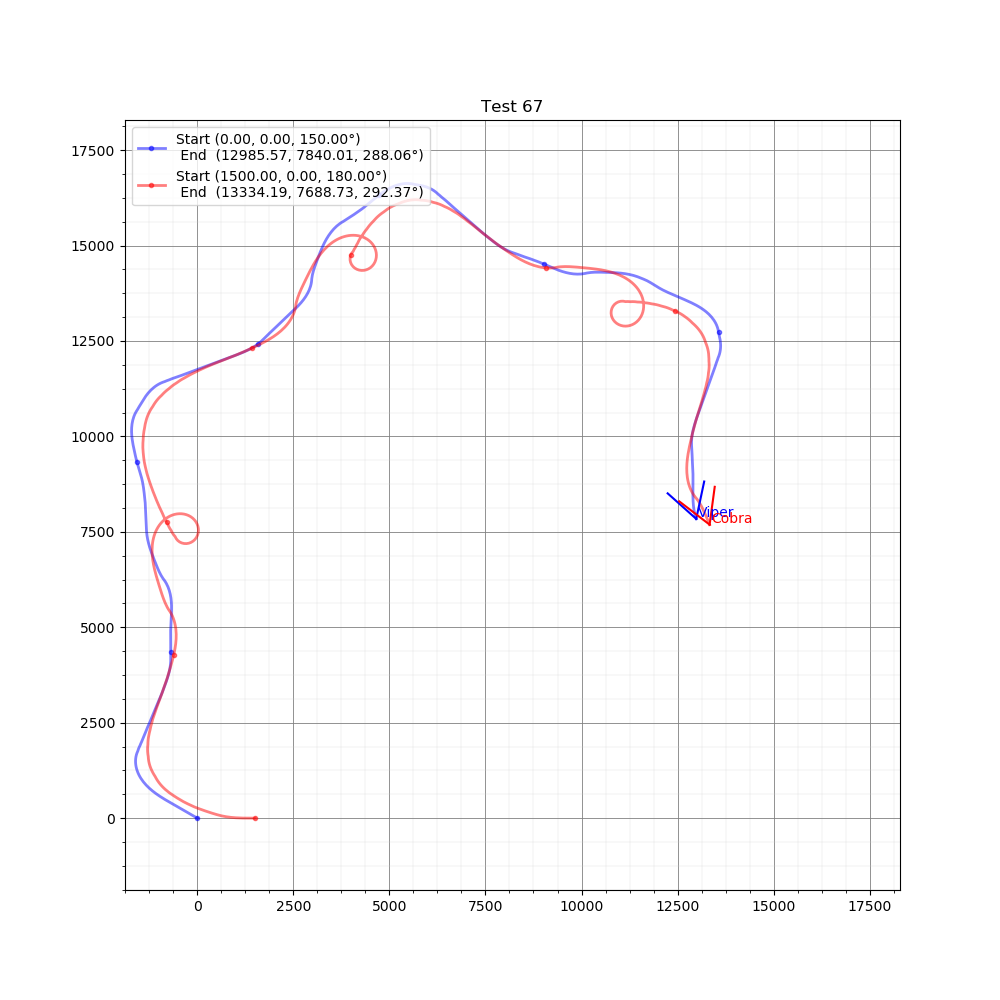 Test 67
Start (0.00, 0.00, 150.00°)
End (12985.57, 7840.01, 288.06°)
Start (1500.00, 0.00, 180.00°)
End (13334.19, 7688.73, 292.37°)
17500
15000
12500
10000
7500
5000
2500
0
Viper
Cobra
0 2500 5000 7500 10000 12500 15000 17500